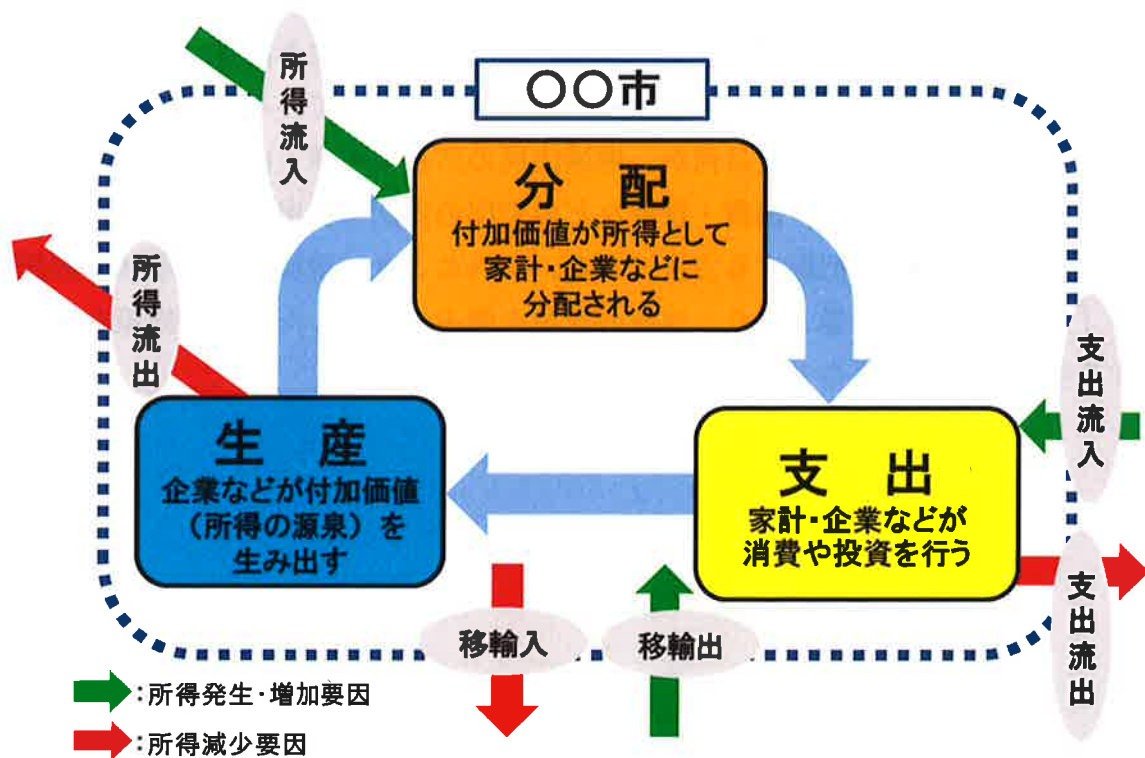 〇〇市
所得流入
分 配
付加価値が所得として
家計・企業などに
分配される
所得流出
生 産
企業などが付加価値
（所得の源泉）を
生み出す
支出流入
支 出
家計・企業などが
消費や投資を行う
支出流出
移輸入
移輸出
:所得発生・増加要因
:所得減少要因